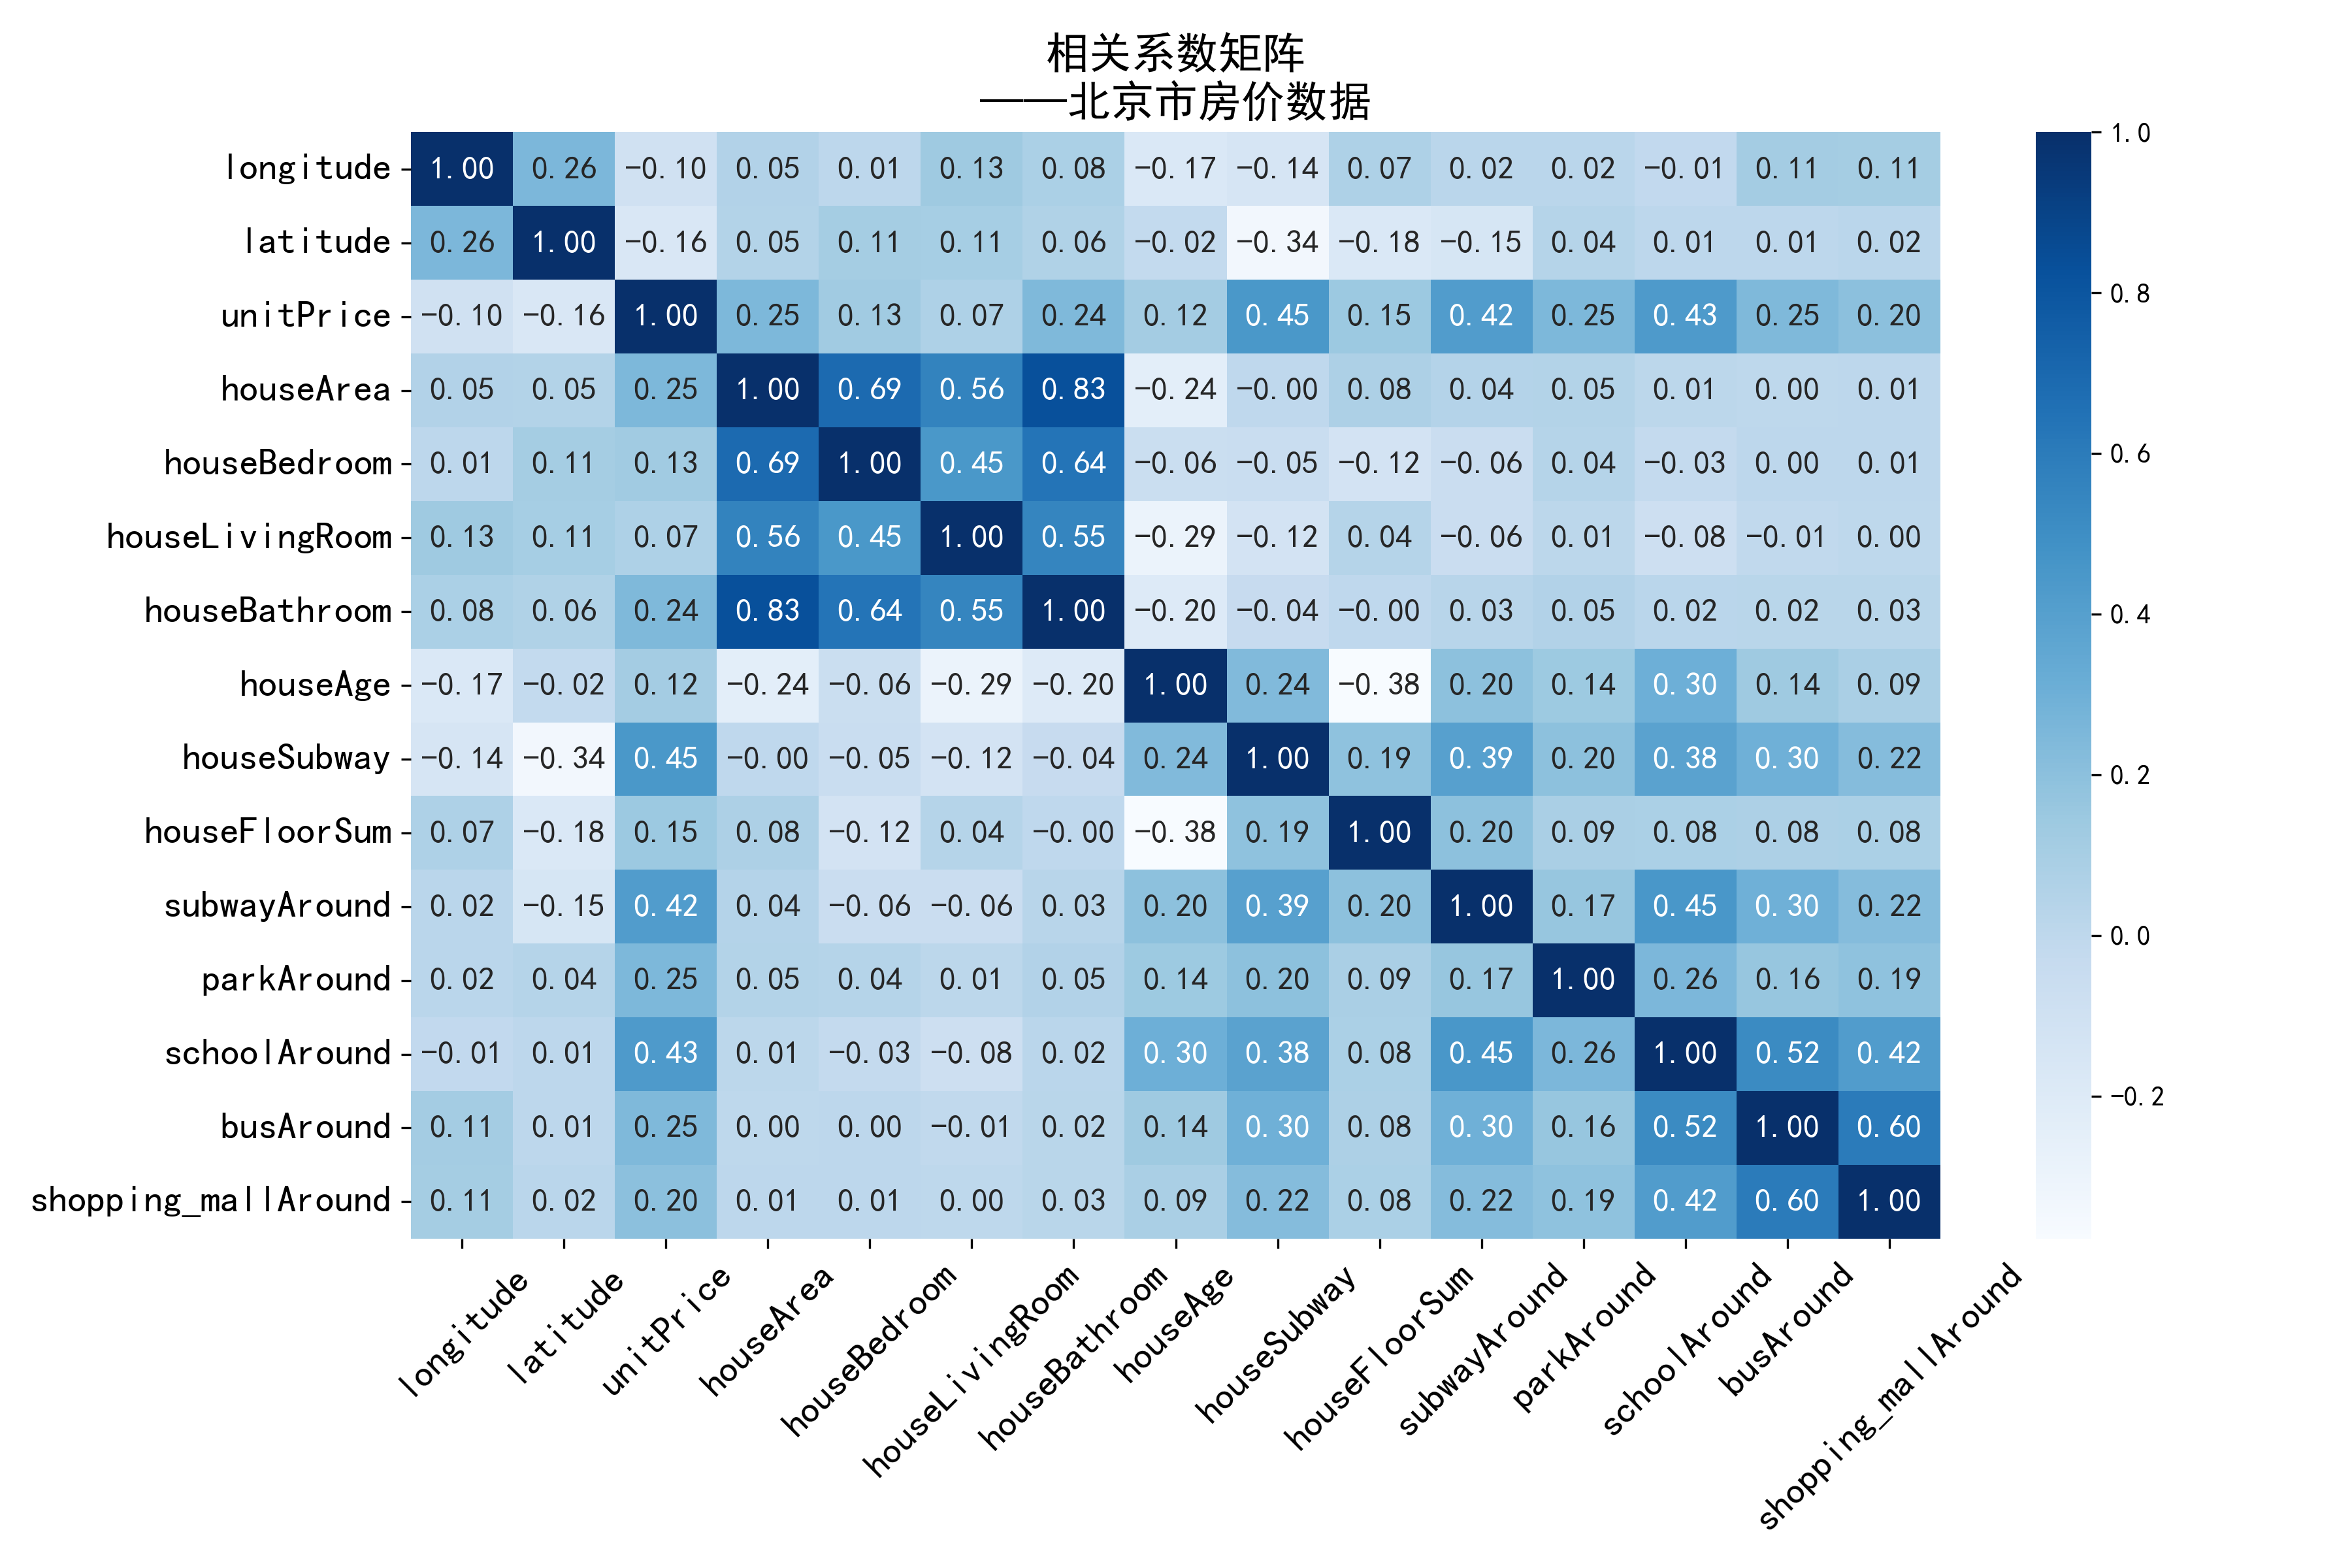 相关系数矩阵
——北京市房价数据
longitude 1.00 0.26 -0.10 0.05 0.01 0.13 0.08 -0.17 -0.14 0.07 0.02 0.02 -0.01 0.11 0.11
latitude 0.26 1.00 -0.16 0.05 0.11 0.11 0.06 -0.02 -0.34 -0.18 -0.15 0.04 0.01 0.01 0.02
unitPrice -0.10 -0.16 1.00 0.25 0.13 0.07 0.24 0.12 0.45 0.15 0.42 0.25 0.43 0.25 0.20
houseArea 0.05 0.05 0.25 1.00 0.69 0.56 0.83 -0.24 -0.00 0.08 0.04 0.05 0.01 0.00 0.01
houseBedroom 0.01 0.11 0.13 0.69 1.00 0.45 0.64 -0.06 -0.05 -0.12 -0.06 0.04 -0.03 0.00 0.01
houseLivingRoom 0.13 0.11 0.07 0.56 0.45 1.00 0.55 -0.29 -0.12 0.04 -0.06 0.01 -0.08 -0.01 0.00
houseBathroom 0.08 0.06 0.24 0.83 0.64 0.55 1.00 -0.20 -0.04 -0.00 0.03 0.05 0.02 0.02 0.03
houseAge -0.17 -0.02 0.12 -0.24 -0.06 -0.29 -0.20 1.00 0.24 -0.38 0.20 0.14 0.30 0.14 0.09
houseSubway -0.14 -0.34 0.45 -0.00 -0.05 -0.12 -0.04 0.24 1.00 0.19 0.39 0.20 0.38 0.30 0.22
houseFloorSum 0.07 -0.18 0.15 0.08 -0.12 0.04 -0.00 -0.38 0.19 1.00 0.20 0.09 0.08 0.08 0.08
subwayAround 0.02 -0.15 0.42 0.04 -0.06 -0.06 0.03 0.20 0.39 0.20 1.00 0.17 0.45 0.30 0.22
parkAround 0.02 0.04 0.25 0.05 0.04 0.01 0.05 0.14 0.20 0.09 0.17 1.00 0.26 0.16 0.19
schoolAround -0.01 0.01 0.43 0.01 -0.03 -0.08 0.02 0.30 0.38 0.08 0.45 0.26 1.00 0.52 0.42
busAround 0.11 0.01 0.25 0.00 0.00 -0.01 0.02 0.14 0.30 0.08 0.30 0.16 0.52 1.00 0.60
shopping_mallAround 0.11 0.02 0.20 0.01 0.01 0.00 0.03 0.09 0.22 0.08 0.22 0.19 0.42 0.60 1.00
longitude
latitude
unitPrice
houseArea
houseBedroom
houseLivingRoom
houseBathroom
houseAge
houseSubway
houseFloorSum
subwayAround
parkAround
schoolAround
busAround
shopping_mallAround
1.0
0.8
0.6
0.4
0.2
0.0
-0.2